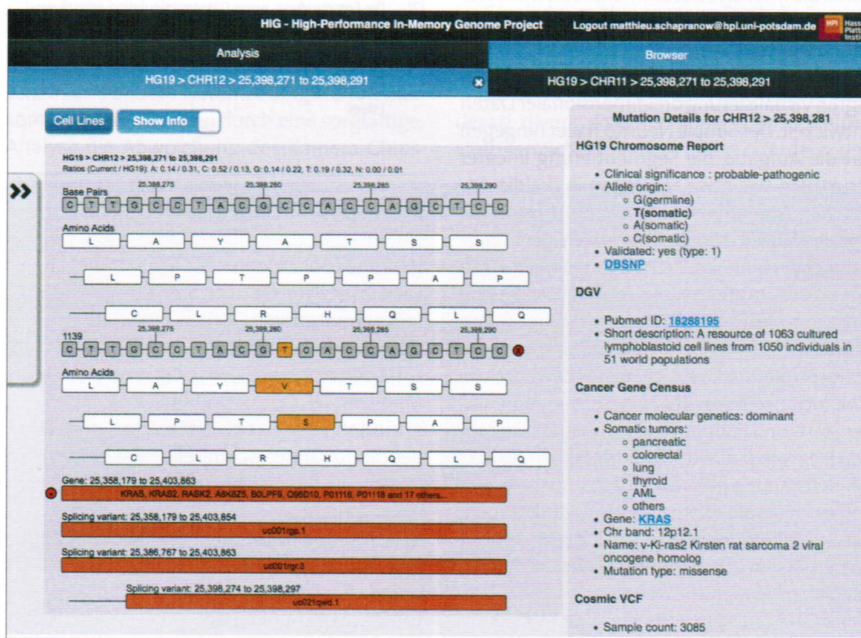 HIG - High-Performance In-Memory Genome Project Logout matthieu.schapranow@hpi.uni-potsdam.de HPI Hass
Platt
Insti
Analysis Browser
HG19 > CHR12 > 25,398,271 to 25,398,291 HG19 > CHR11 > 25,398,271 to 25,398,291
Cell Lines Show Info
HG19 > CHR12 > 25,398,271 to 25,398,291
Ratios (Current / HG19): A: 0.14 / 0.31, C: 0.52 / 0.13, G: 0.14 / 0.22, T: 0.19 / 0.32, N: 0.00 / 0.01
25,398,275 25,398,280 25,398,285 25,398,290
Base Pairs
C T T G C C T A C G C C A C C A G C T C C
Amino Acids
L A Y A T S S
L P T P P A P
C L R H Q L Q
25,398,275 25,398,280 25,398,285 25,398,290
1139
C T T G C C T A C G T C A C C A G C T C C
Amino Acids
L A Y V T S S
L P T S P A P
C L R H Q L Q
Gene: 25,358,179 to 25,403,863
KRAS, KRAS2, RASK2, A8K8Z5, B0LPF9, Q96D10, P01116, P01118 and 17 others...
Splicing variant: 25,358,179 to 25,403,854
uc001rgp.1
Splicing variant: 25,386,767 to 25,403,863
uc001rgr.3
Splicing variant: 25,398,274 to 25,398,297
uc021qwd.1
Mutation Details for CHR12 > 25,398,281
HG19 Chromosome Report
Clinical significance : probable-pathogenic
Allele origin:
G(germline)
T(somatic)
A(somatic)
C(somatic)
Validated: yes (type: 1)
DBSNP
DGV
Pubmed ID: 18288195
Short description: A resource of 1063 cultured
lymphoblastoid cell lines from 1050 individuals in
51 world populations
Cancer Gene Census
Cancer molecular genetics: dominant
Somatic tumors:
pancreatic
colorectal
lung
thyroid
AML
others
Gene: KRAS
Chr band: 12p12.1
Name: v-Ki-ras2 Kirsten rat sarcoma 2 viral
oncogene homolog
Mutation type: missense
Cosmic VCF
Sample count: 3085